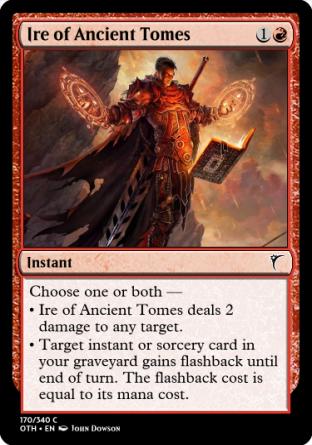 Ire of Ancient Tomes 1
Instant
Choose one or both —
• Ire of Ancient Tomes deals 2
damage to any target.
• Target instant or sorcery card in
your graveyard gains flashback until
end of turn. The flashback cost is
equal to its mana cost.
170/340 C
OTH • EN John Dowson